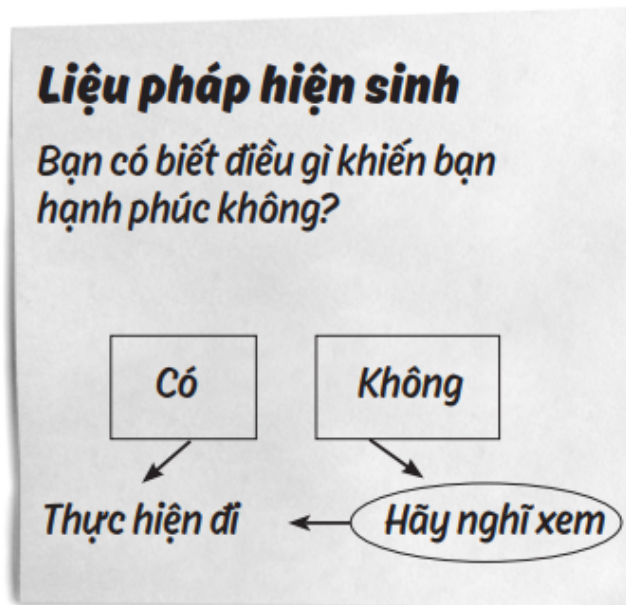 Liệu pháp hiện sinh
Bạn có biết điều gì khiến bạn
hạnh phúc không?
Có
Không
Thực hiện đi
Hãy nghĩ xem